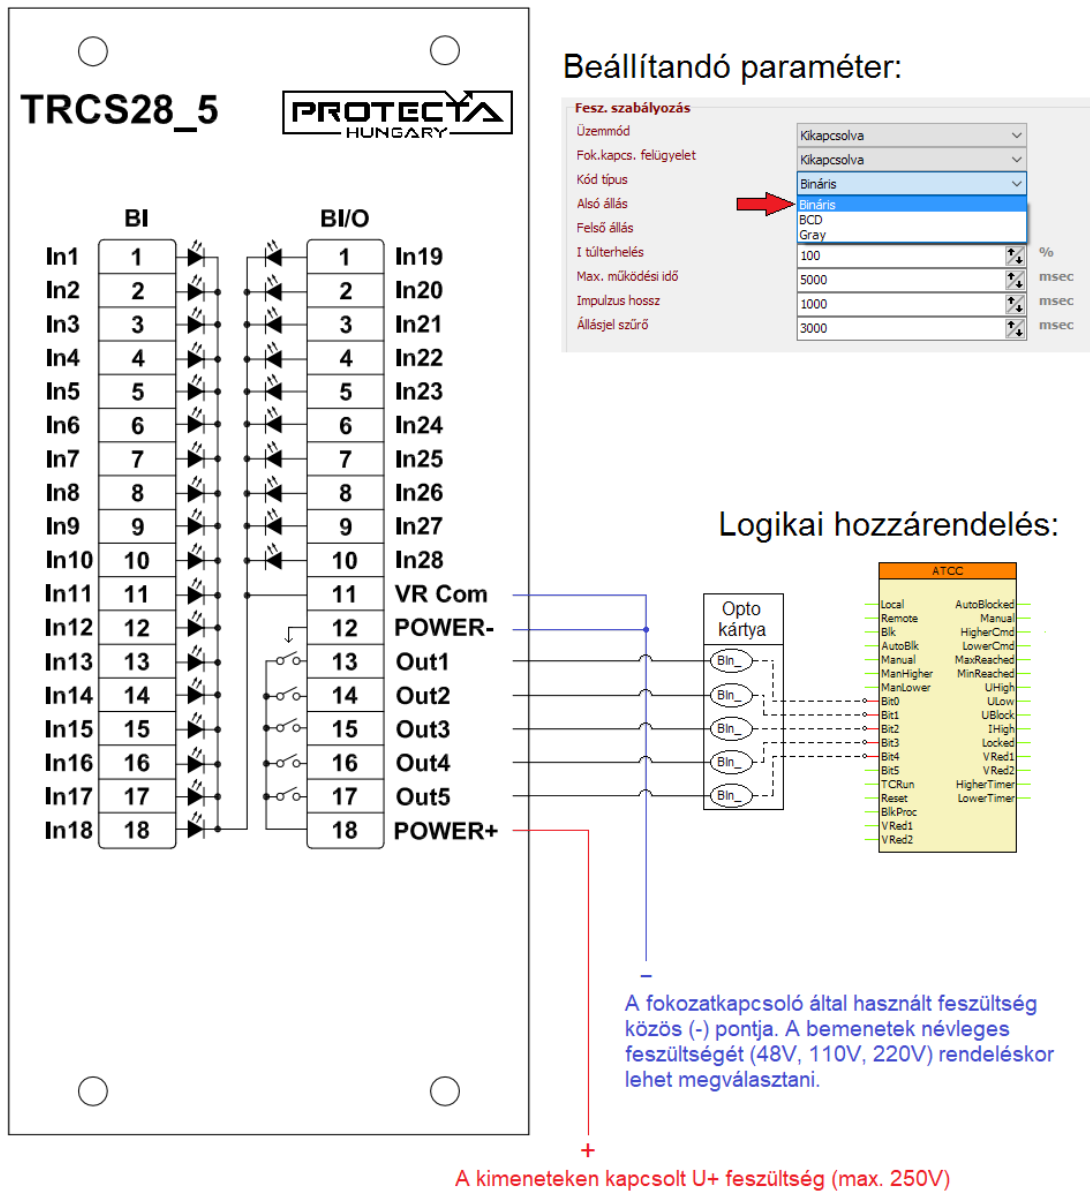 TRCS28_5
PROTECTA
HUNGARY
BI
BI/O
In1 1 1 In19
In2 2 2 In20
In3 3 3 In21
In4 4 4 In22
In5 5 5 In23
In6 6 6 In24
In7 7 7 In25
In8 8 8 In26
In9 9 9 In27
In10 10 10 In28
In11 11 11 VR Com
In12 12 12 POWER-
In13 13 13 Out1
In14 14 14 Out2
In15 15 15 Out3
In16 16 16 Out4
In17 17 17 Out5
In18 18 18 POWER+
Beállítandó paraméter:
Fesz. szabályozás
Üzemmód Kikapcsolva
Fok.kapcs. felügyelet Kikapcsolva
Kód típus Bináris
Alsó állás Bináris
BCD
Felső állás Gray
I túlterhelés 100 %
Max. működési idő 5000 msec
Impulzus hossz 1000 msec
Állásjel szűrő 3000 msec
Logikai hozzárendelés:
Opto
kártya
BIn_
BIn_
BIn_
BIn_
BIn_
ATCC
Local AutoBlocked
Remote Manual
Blk HigherCmd
AutoBlk LowerCmd
Manual MaxReached
ManHigher MinReached
ManLower UHigh
Bit0 ULow
Bit1 UBlock
Bit2 IHigh
Bit3 Locked
Bit4 VRed1
Bit5 VRed2
TCRun HigherTimer
Reset LowerTimer
BlkProc
VRed1
VRed2
–
A fokozatkapcsoló által használt feszültség
közös (-) pontja. A bemenetek névleges
feszültségét (48V, 110V, 220V) rendeléskor
lehet megválasztani.
+
A kimeneteken kapcsolt U+ feszültség (max. 250V)